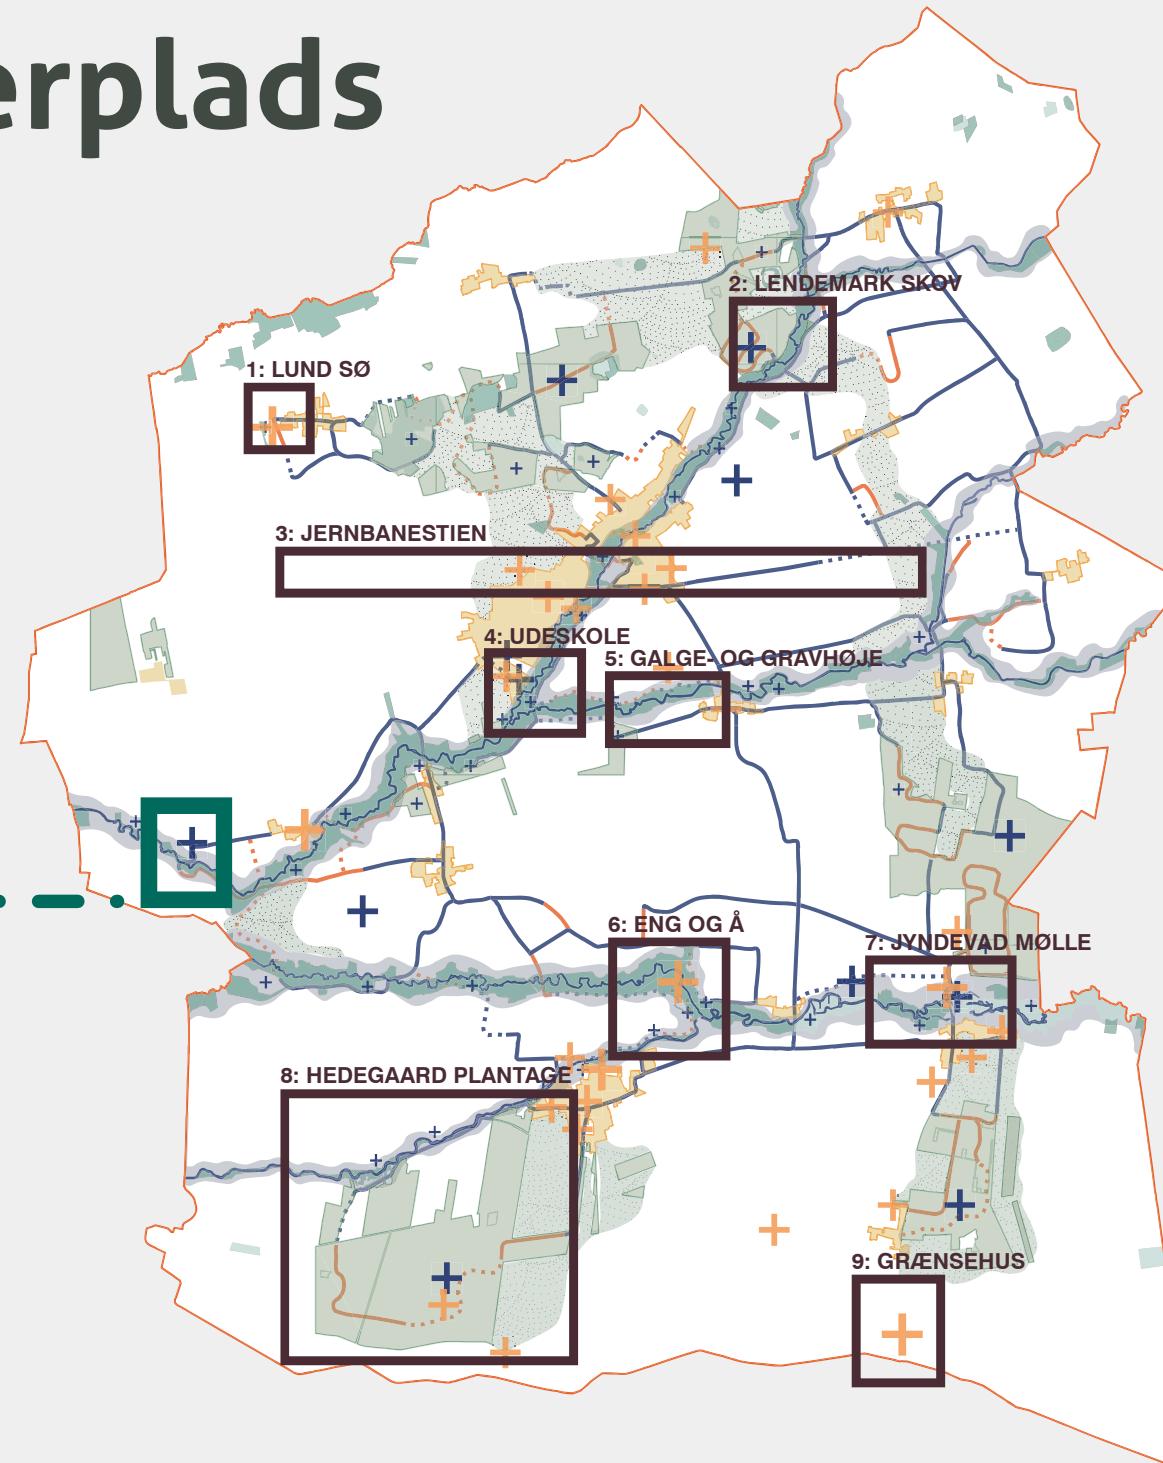 erplads
2: LENDEMARK SKOV
1: LUND SØ
3: JERNBANESTIEN
4: UDESKOLE
5: GALGE- OG GRAVHØJE
6: ENG OG Å
7: JYNDEVAD MØLLE
8: HEDEGAARD PLANTAGE
9: GRÆNSEHUS